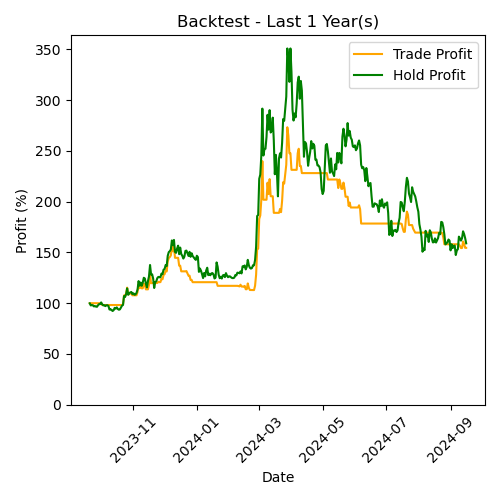 Backtest - Last 1 Year(s)
Trade Profit
Hold Profit
Profit (%)
350
300
250
200
150
100
50
0
2023-11
2024-01
2024-03
2024-05
2024-07
2024-09
Date